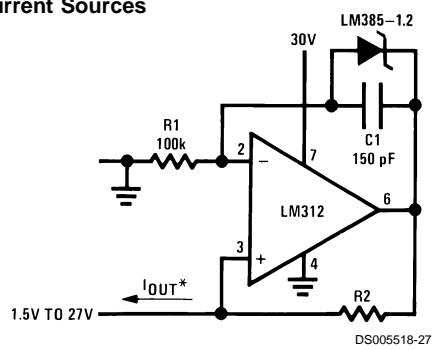 urrent Sources
LM385–1.2
30V
R1
100k
C1
150 pF
2
–
7
LM312
6
3
+
4
IOUT*
R2
1.5V TO 27V
DS005518-27